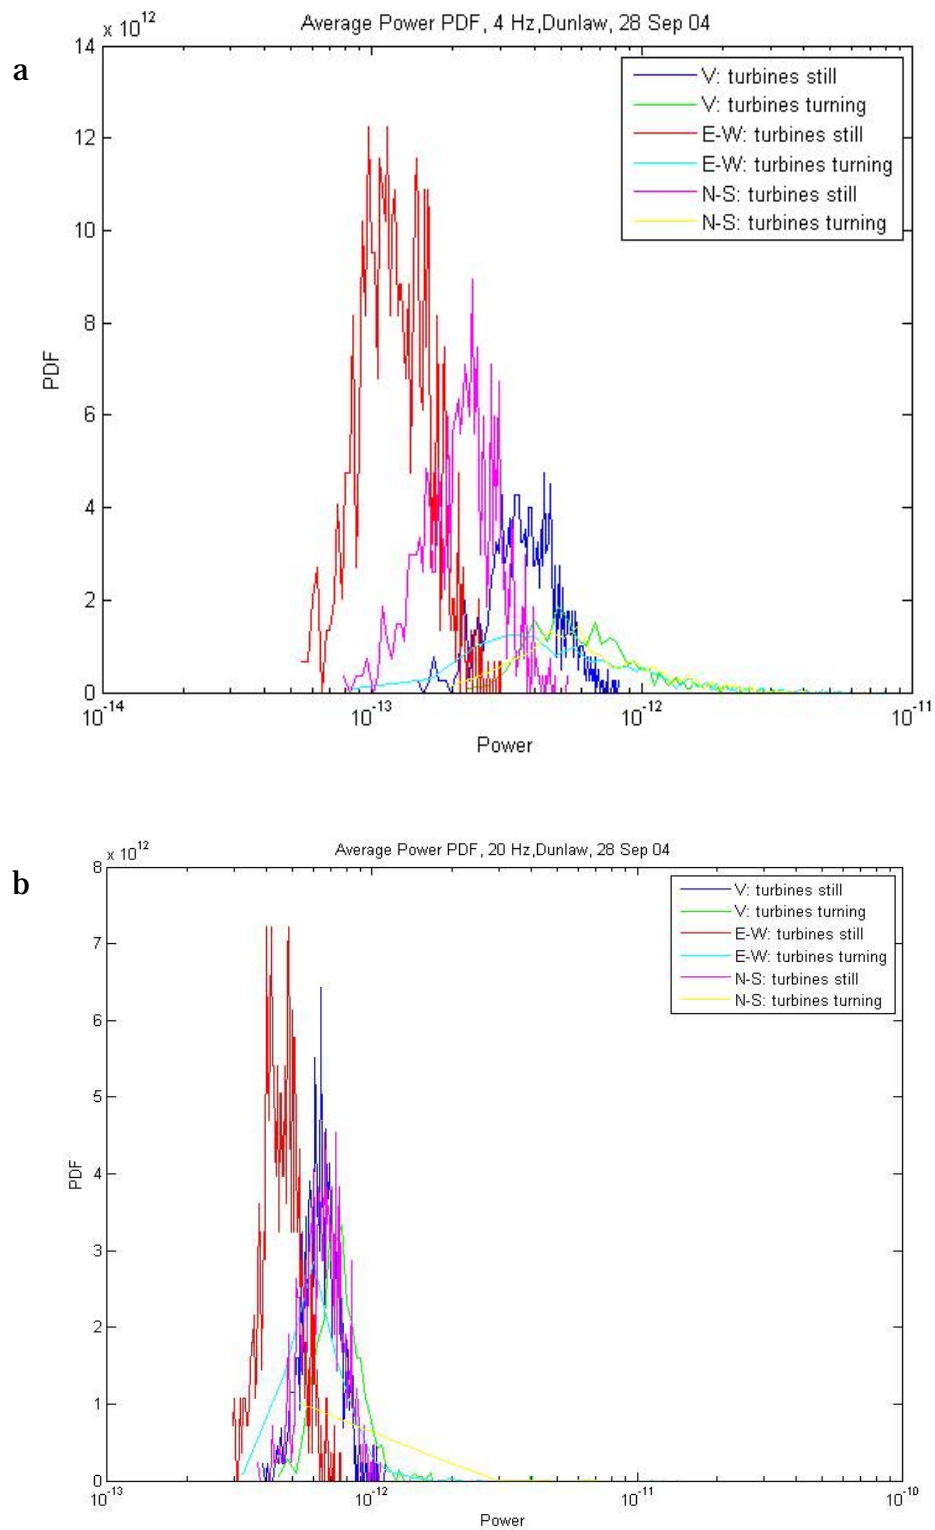 a
Average Power PDF, 4 Hz,Dunlaw, 28 Sep 04
x 10^12
14
12
10
8
6
4
2
0
PDF
V: turbines still
V: turbines turning
E-W: turbines still
E-W: turbines turning
N-S: turbines still
N-S: turbines turning
10^-14
10^-13
10^-12
10^-11
Power
b
Average Power PDF, 20 Hz,Dunlaw, 28 Sep 04
x 10^12
8
7
6
5
4
3
2
1
0
PDF
V: turbines still
V: turbines turning
E-W: turbines still
E-W: turbines turning
N-S: turbines still
N-S: turbines turning
10^-13
10^-12
10^-11
10^-10
Power